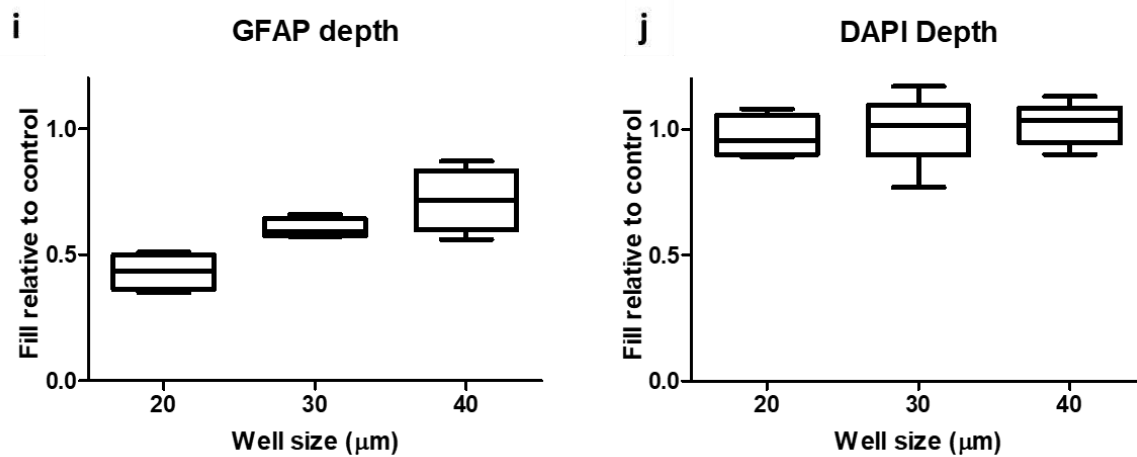 i
GFAP depth
Fill relative to control
1.0
0.5
0.0
20 30 40
Well size (μm)
j
DAPI Depth
Fill relative to control
1.0
0.5
0.0
20 30 40
Well size (μm)